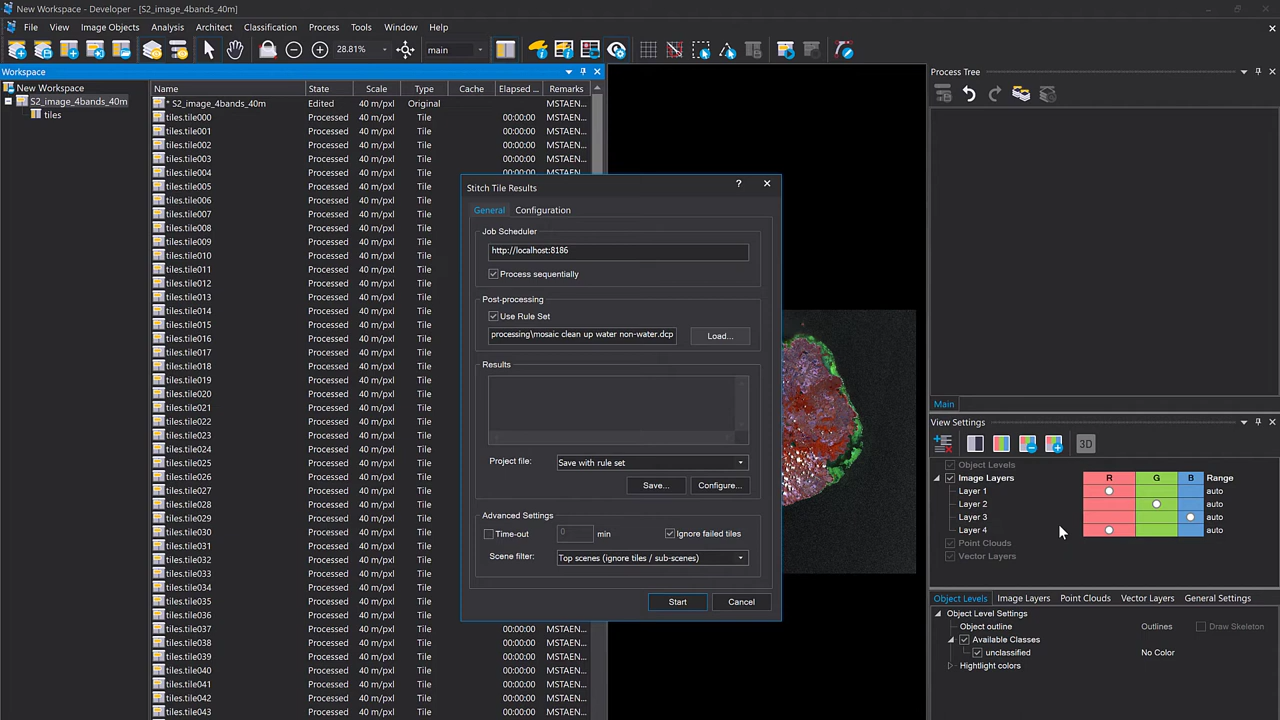 New Workspace - Developer - [S2_image_4bands_40m]
File View Image Objects Analysis Architect Classification Process Tools Window Help
28.81% main
Workspace
New Workspace
S2_image_4bands_40m
tiles
Name State Scale Type Cache Elapsed ... Remarks
* S2_image_4bands_40m Edited 40 m/pxl Original
tiles.tile000 Processed 40 m/pxl Tile 00:00:00 MSTAEN...
tiles.tile001 Processed 40 m/pxl Tile 00:00:00 MSTAEN...
tiles.tile002 Processed 40 m/pxl Tile 00:00:00 MSTAEN...
tiles.tile003 Processed 40 m/pxl Tile 00:00:00 MSTAEN...
tiles.tile004 Processed 40 m/pxl Tile 00:00:00 MSTAEN...
tiles.tile005 Processed
tiles.tile006 Processed
tiles.tile007 Processed
tiles.tile008 Processed
tiles.tile009 Processed
tiles.tile010 Processed
tiles.tile011 Processed
tiles.tile012 Processed
tiles.tile013 Processed
tiles.tile014 Processed
tiles.tile015 Processed
tiles.tile016 Processed
tiles.tile017 Processed
tiles.tile018 Processed
tiles.tile019 Processed
tiles.tile020 Processed
tiles.tile021 Processed
tiles.tile022 Processed
tiles.tile023 Processed
tiles.tile024 Processed
tiles.tile025 Processed
tiles.tile026 Processed
tiles.tile027 Processed
tiles.tile028 Processed
tiles.tile029 Processed
tiles.tile030 Processed
tiles.tile031 Processed
tiles.tile032 Processed
tiles.tile033 Processed
tiles.tile034 Processed
tiles.tile035 Processed
tiles.tile036 Processed
tiles.tile037 Processed 40 m/pxl Tile 00:00:00 MSTAEN...
tiles.tile038 Processed 40 m/pxl Tile 00:00:00 MSTAEN...
tiles.tile039 Processed 40 m/pxl Tile 00:00:00 MSTAEN...
tiles.tile040 Processed 40 m/pxl Tile 00:00:00 MSTAEN...
tiles.tile041 Processed 40 m/pxl Tile 00:00:00 MSTAEN...
tiles.tile042 Processed 40 m/pxl Tile 00:00:00 MSTAEN...
tiles.tile043 Processed 40 m/pxl Tile 00:00:00 MSTAEN...
Stitch Tile Results
General Configuration
Job Scheduler
http://localhost:8186
Process sequentially
Post-processing
Use Rule Set
processing\mosaic clean up water non-water.dcp Load...
Results
Project file: Save with rule set
Save... Configure...
Advanced Settings
Time-out 0 min Ignore failed tiles
Scene filter: Top scene (ignore tiles / sub-scenes)
Start Cancel
Process Tree
Main
View Settings
3D
Object Levels
Image Layers R G B Range
Layer 1 auto
Layer 2 auto
Layer 3 auto
Layer 4 auto
Point Clouds
Vector Layers
Object Levels Image Layers Point Clouds Vector Layers General Settings
Object Level Settings
Object outline Outlines Draw Skeleton
Available Classes
unclassified No Color
Highlight colors